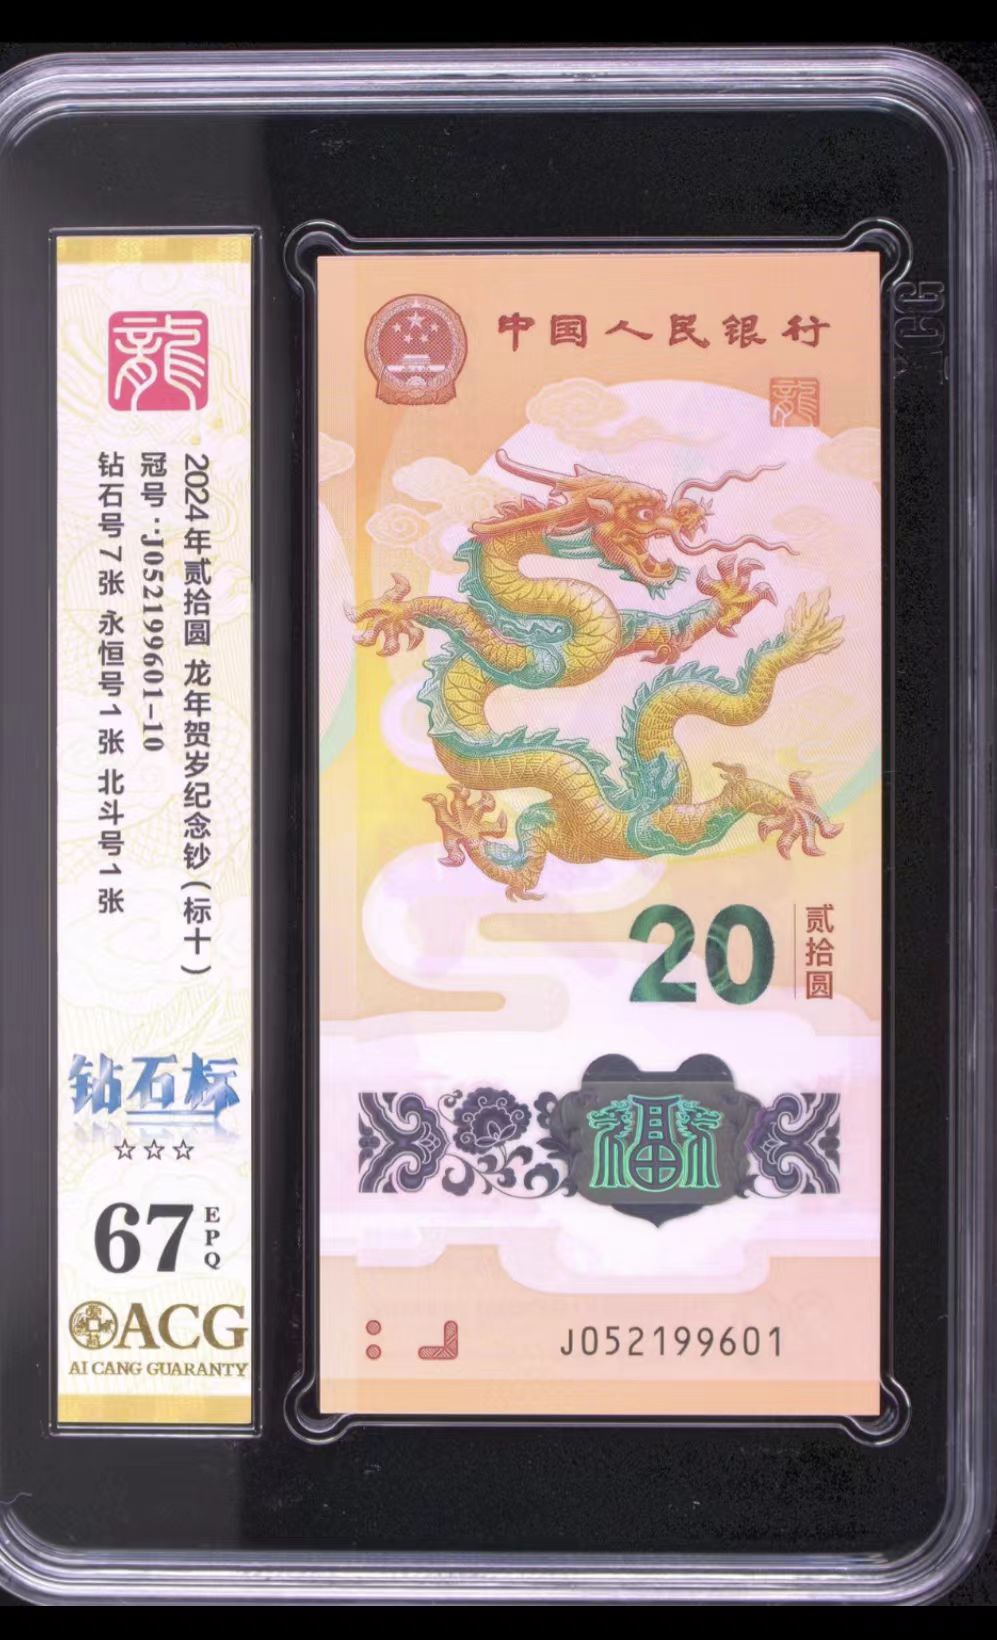 龍
2024年贰拾圆 龙年贺岁纪念钞(标十)
冠号:J052199601-10
钻石号7张 永恒号1张 北斗号1张
钻石标
☆☆☆
67 EPQ
ACG
AI CANG GUARANTY
中国人民银行
龍
20 贰拾圆
福
J052199601
ACG